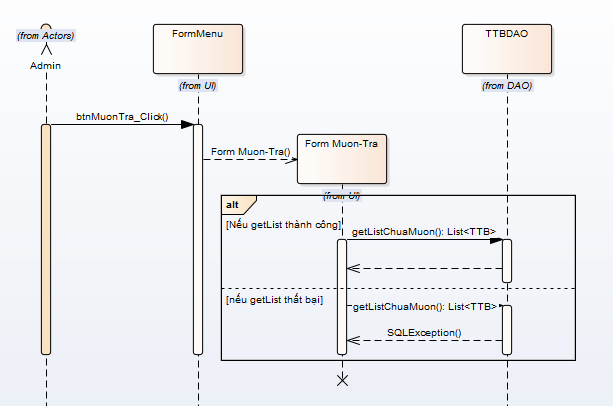 FormMenu
TTBDAO
(from Actors)
Admin
(from UI)
(from DAO)
btnMuonTra_Click()
Form Muon-Tra()
Form Muon-Tra
(from UI)
alt
[Nếu getList thành công]
getListChuaMuon(): List<TTB>
[nếu getList thất bại]
getListChuaMuon(): List<TTB>
SQLException()